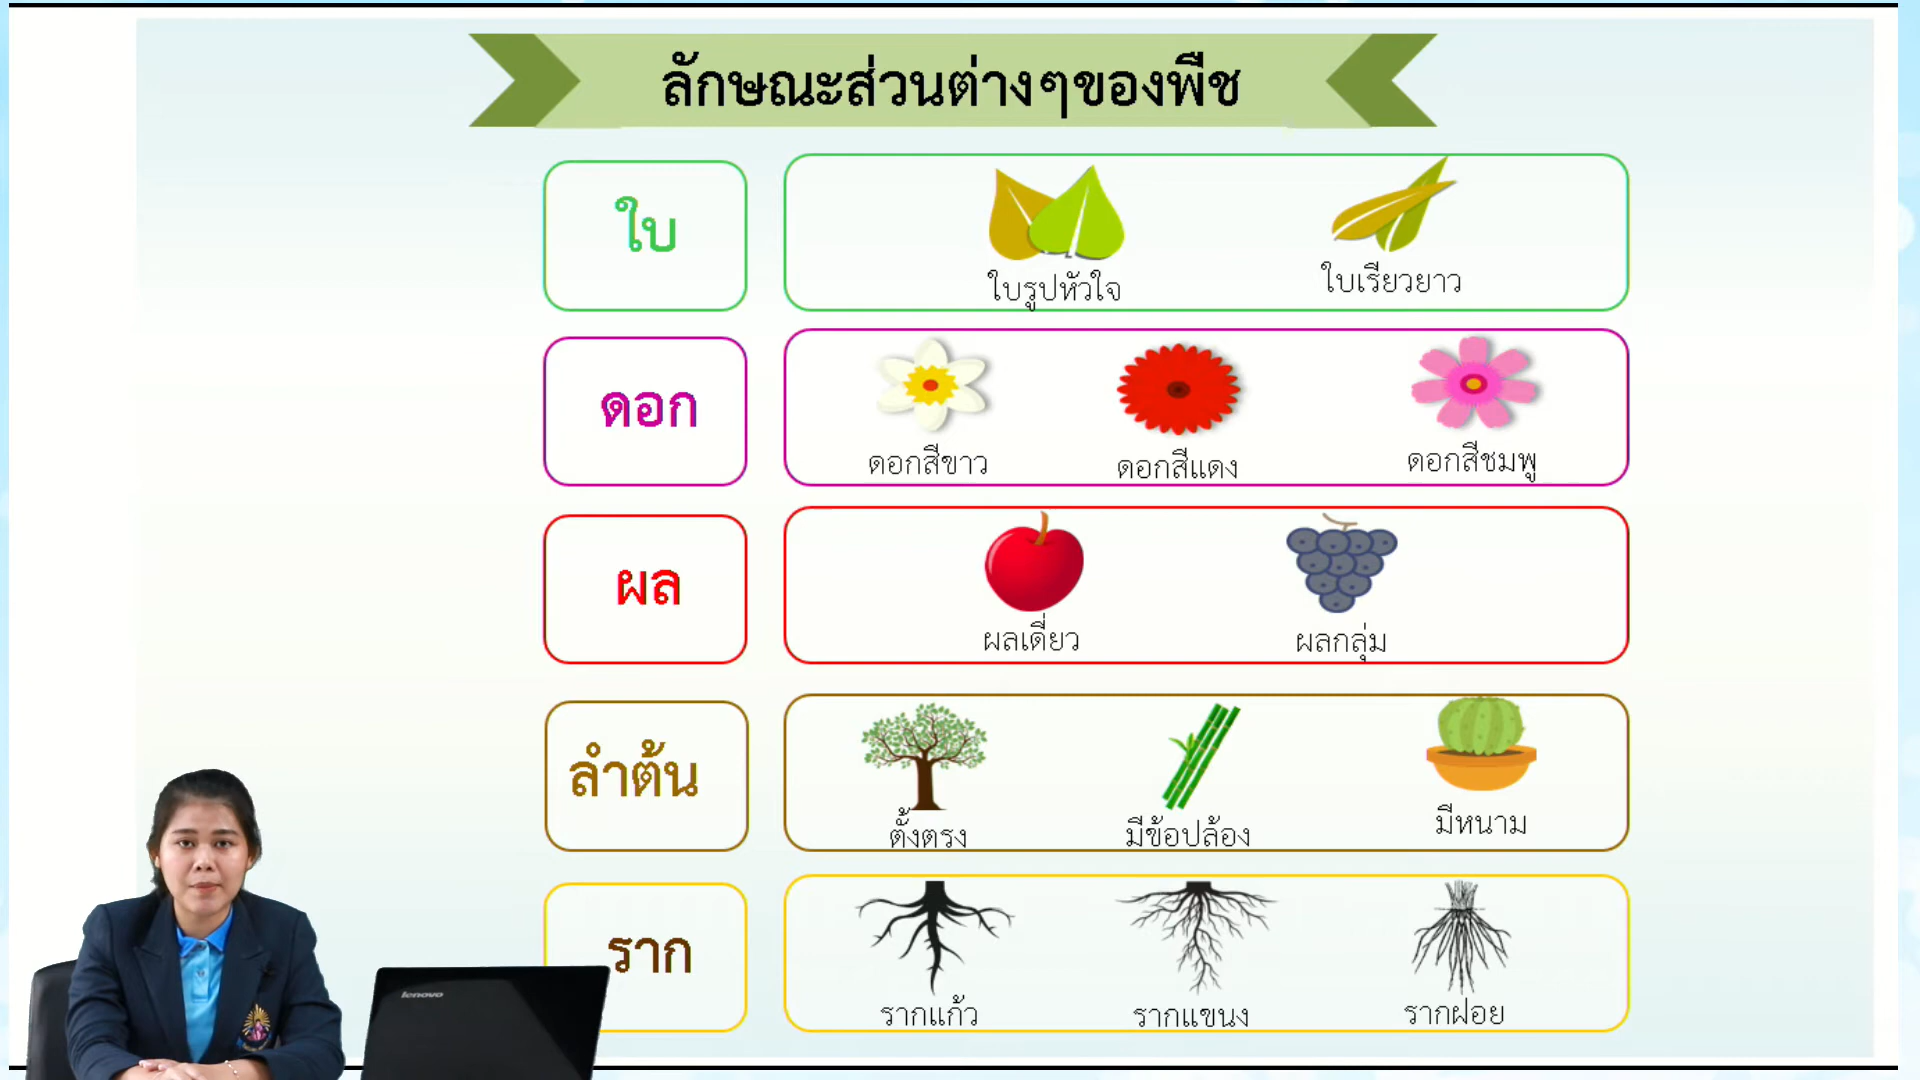 ลักษณะส่วนต่างๆของพืช
ใบ
ใบรูปหัวใจ
ใบเรียวยาว
ดอก
ดอกสีขาว
ดอกสีแดง
ดอกสีชมพู
ผล
ผลเดี่ยว
ผลกลุ่ม
ลำต้น
ตั้งตรง
มีข้อปล้อง
มีหนาม
ราก
รากแก้ว
รากแขนง
รากฝอย
lenovo